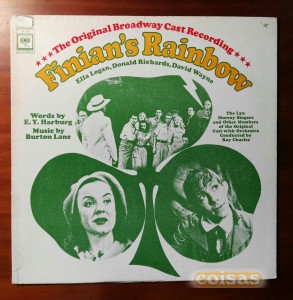 ★★★The Original Broadway Cast Recording★★★
Finian's Rainbow
Ella Logan, Donald Richards, David Wayne
Words by
E. Y. Harburg
Music by
Burton Lane
The Lyn
Murray Singers
and Other Members
of the Original
Cast with Orchestra
Conducted by
Ray Charles
coisas